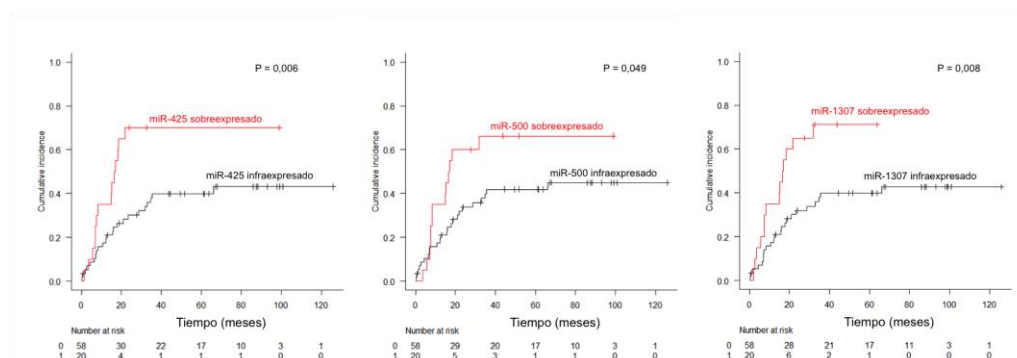 1.0
0.8
0.6
0.4
0.2
0.0
Cumulative incidence
P = 0,006
miR-425 sobreexpresado
miR-425 infraexpresado
0 20 40 60 80 100 120
Tiempo (meses)
Number at risk
0 58 30 22 17 10 3 1
1 20 4 1 1 1 0 0
1.0
0.8
0.6
0.4
0.2
0.0
Cumulative incidence
P = 0,049
miR-500 sobreexpresado
miR-500 infraexpresado
0 20 40 60 80 100 120
Tiempo (meses)
Number at risk
0 58 29 20 17 10 3 1
1 20 5 3 1 1 0 0
1.0
0.8
0.6
0.4
0.2
0.0
Cumulative incidence
P = 0,008
miR-1307 sobreexpresado
miR-1307 infraexpresado
0 20 40 60 80 100 120
Tiempo (meses)
Number at risk
0 58 28 21 17 11 3 1
1 20 6 2 1 0 0 0